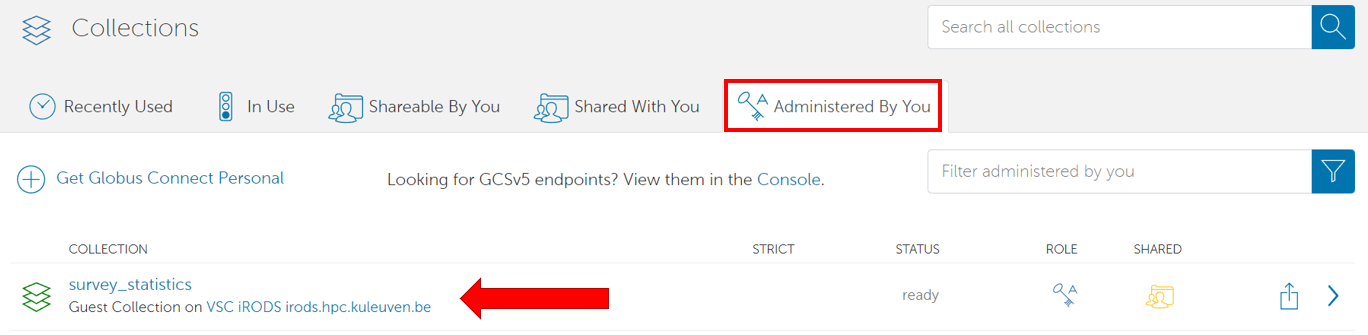 Collections
Search all collections
Recently Used
In Use
Shareable By You
Shared With You
Administered By You
Get Globus Connect Personal
Looking for GCSv5 endpoints? View them in the Console.
Filter administered by you
COLLECTION STRICT STATUS ROLE SHARED
survey_statistics
Guest Collection on VSC iRODS irods.hpc.kuleuven.be
ready